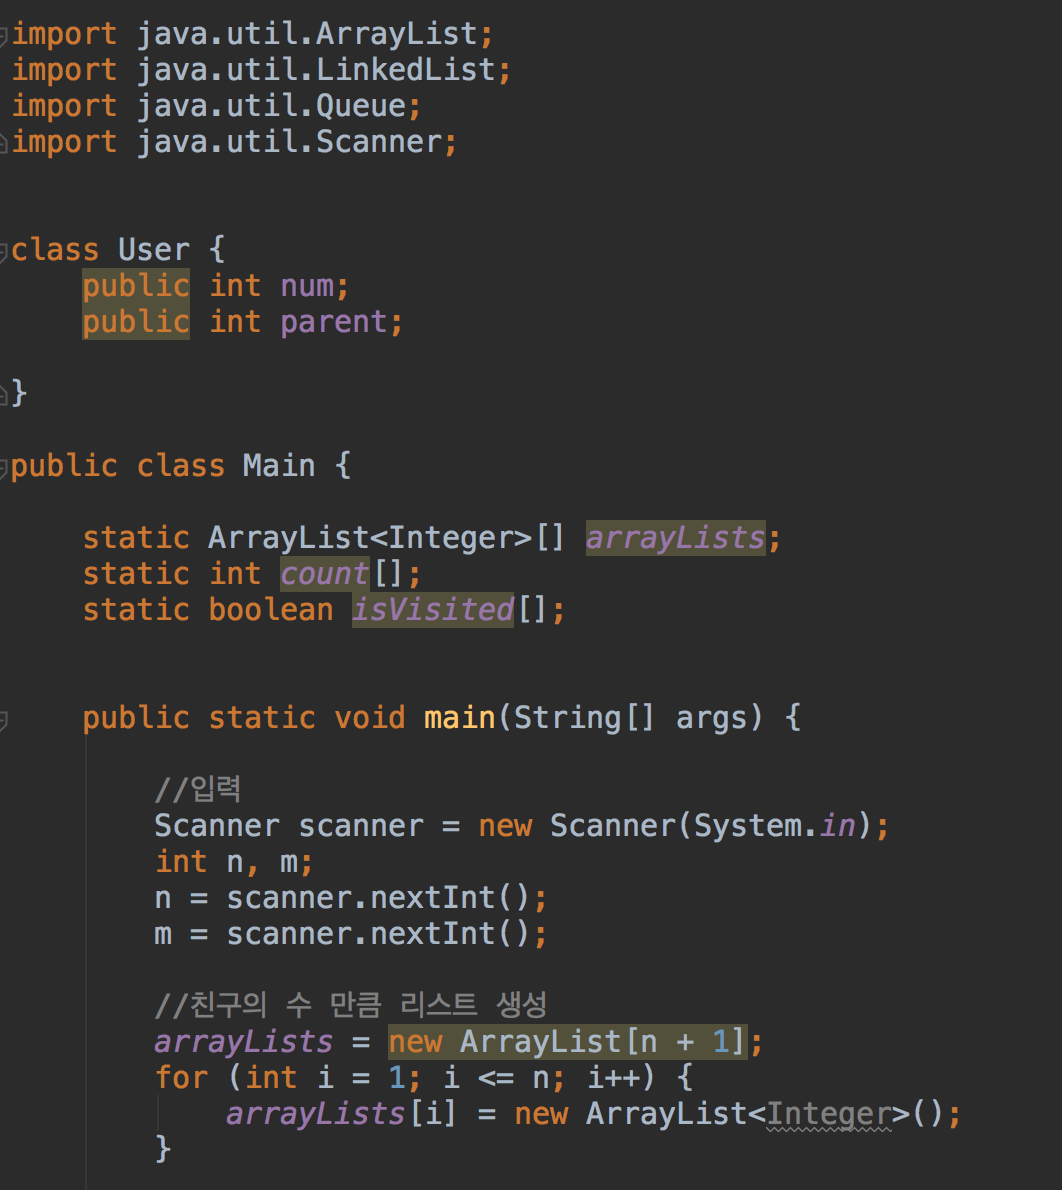 import java.util.ArrayList;
import java.util.LinkedList;
import java.util.Queue;
import java.util.Scanner;
class User {
public int num;
public int parent;
}
public class Main {
static ArrayList<Integer>[] arrayLists;
static int count[];
static boolean isVisited[];
public static void main(String[] args) {
//입력
Scanner scanner = new Scanner(System.in);
int n, m;
n = scanner.nextInt();
m = scanner.nextInt();
//친구의 수 만큼 리스트 생성
arrayLists = new ArrayList[n + 1];
for (int i = 1; i <= n; i++) {
arrayLists[i] = new ArrayList<Integer>();
}